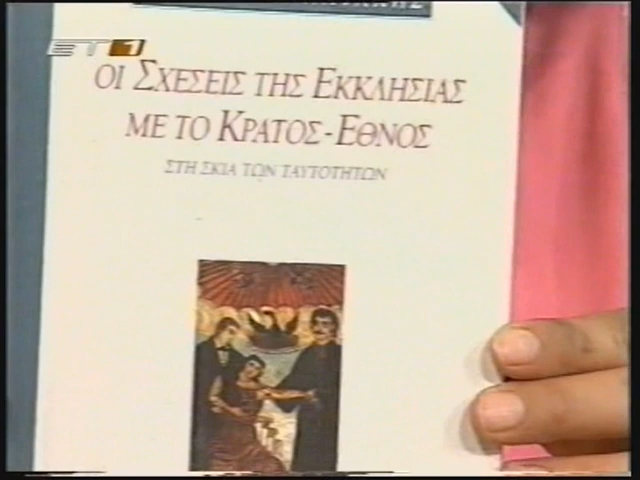 ET1
ΟΙ ΣΧΕΣΕΙΣ ΤΗΣ ΕΚΚΛΗΣΙΑΣ
ΜΕ ΤΟ ΚΡΑΤΟΣ-ΕΘΝΟΣ
ΣΤΗ ΣΚΙΑ ΤΩΝ ΤΑΥΤΟΤΗΤΩΝ